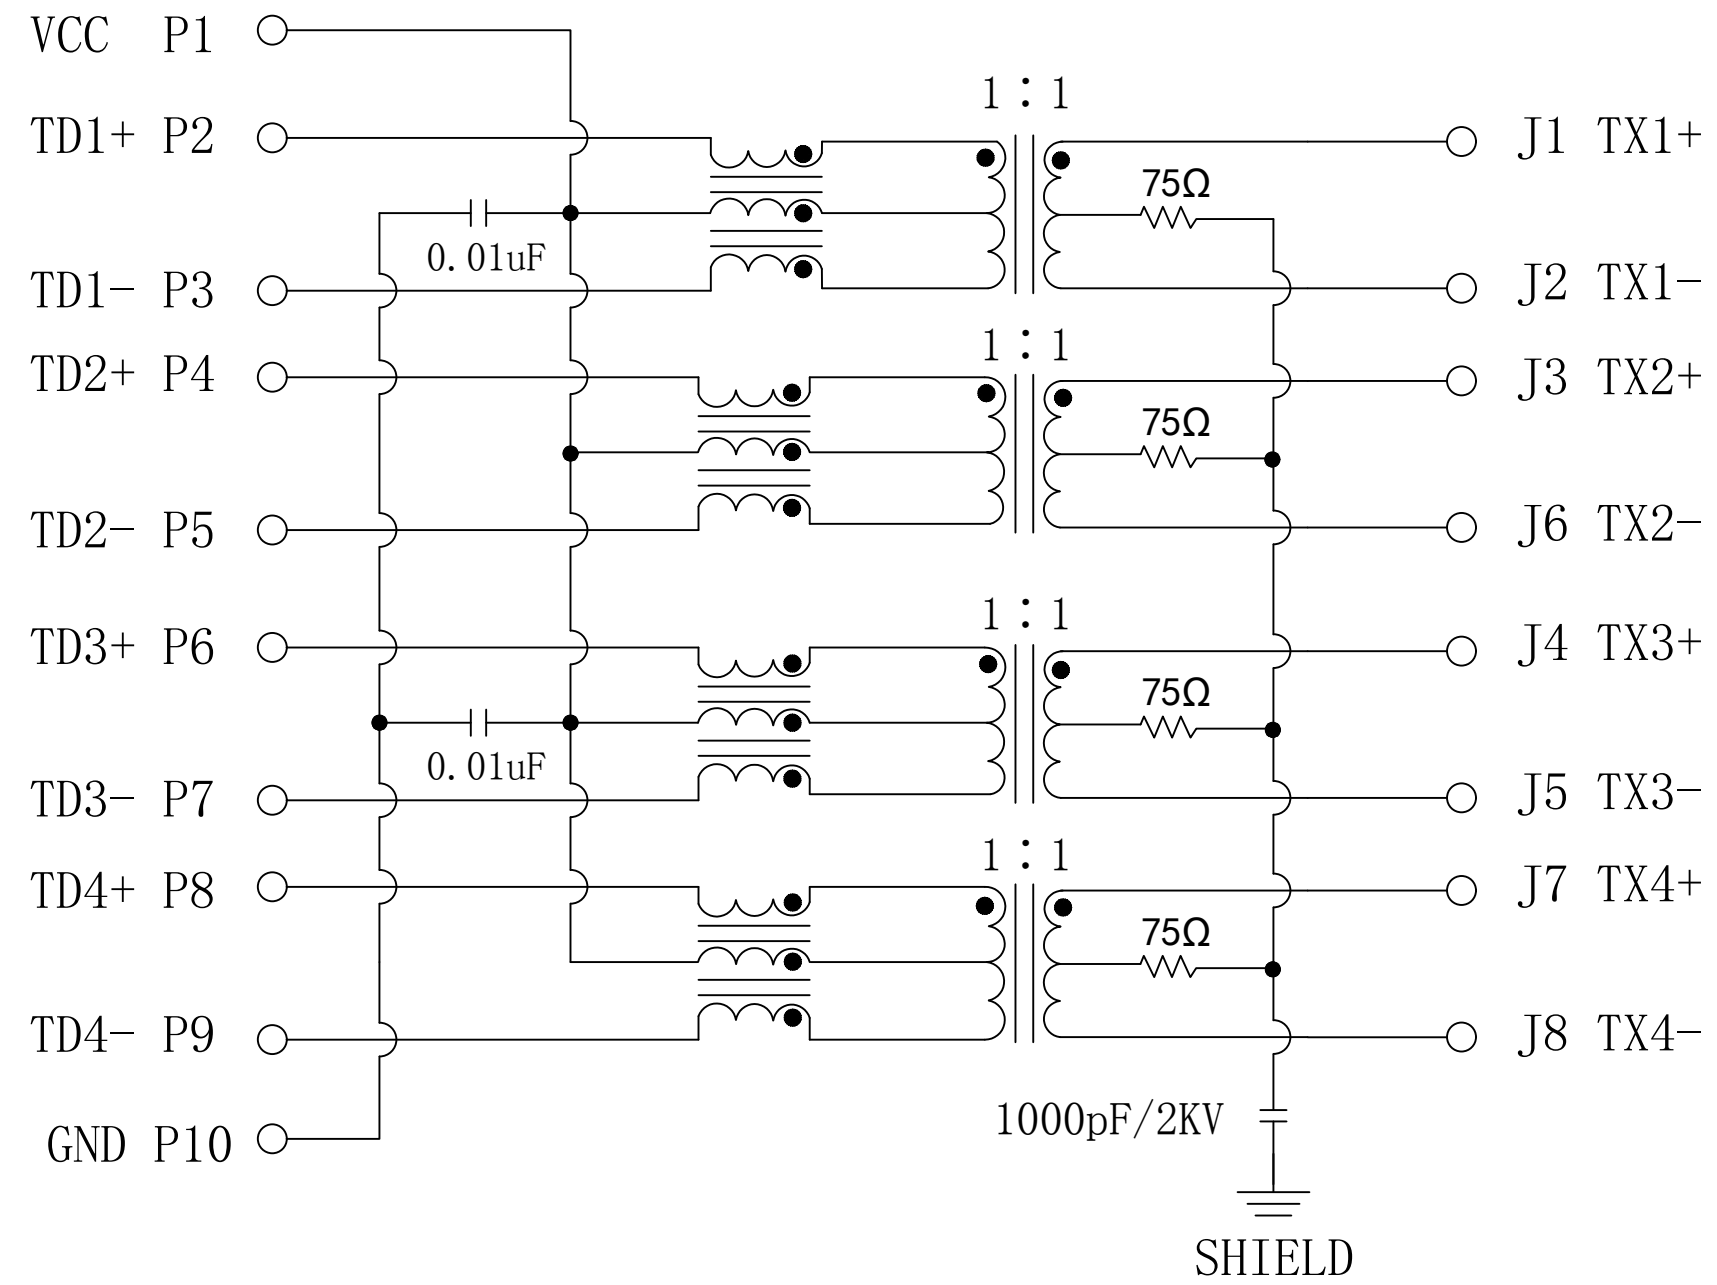 VCC P1
1:1
TD1+ P2
J1 TX1+
75Ω
0.01uF
TD1- P3
J2 TX1-
1:1
TD2+ P4
J3 TX2+
75Ω
TD2- P5
J6 TX2-
1:1
TD3+ P6
J4 TX3+
75Ω
0.01uF
TD3- P7
J5 TX3-
1:1
TD4+ P8
J7 TX4+
75Ω
TD4- P9
J8 TX4-
1000pF/2KV
GND P10
SHIELD